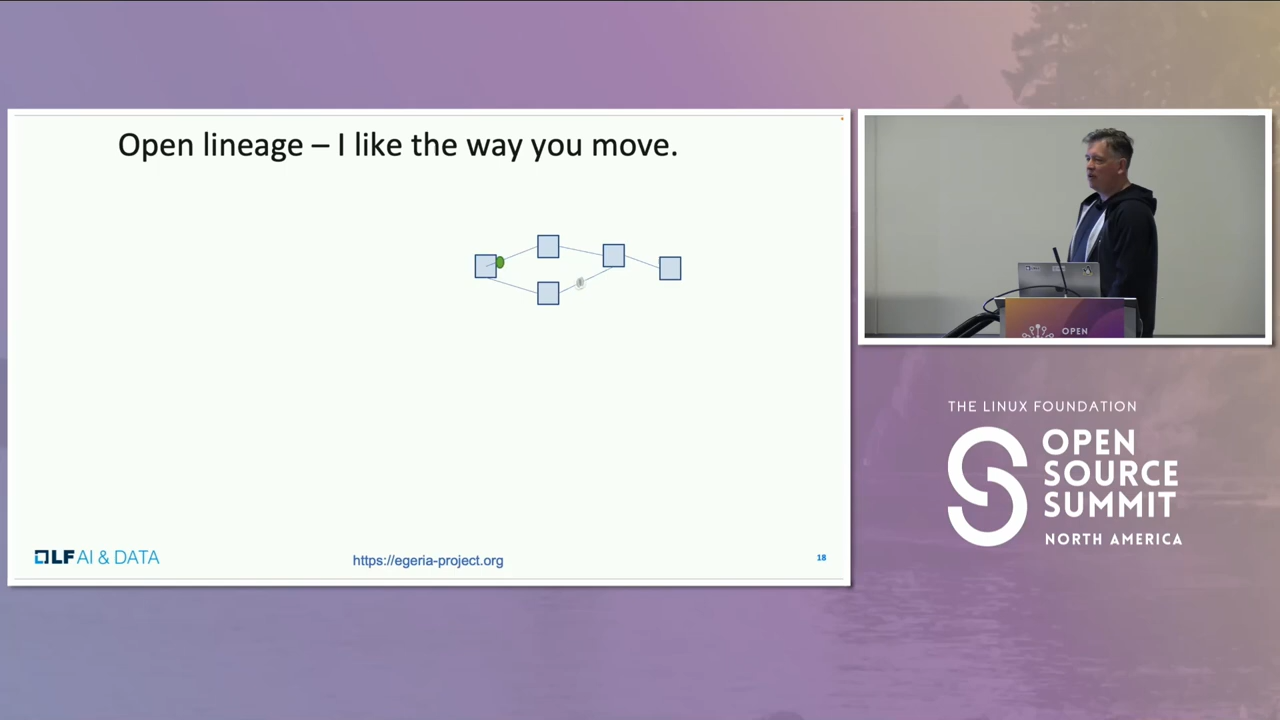 Open lineage – I like the way you move.
LF AI & DATA
https://egeria-project.org
18
OPEN
THE LINUX FOUNDATION
OPEN
SOURCE
SUMMIT
NORTH AMERICA